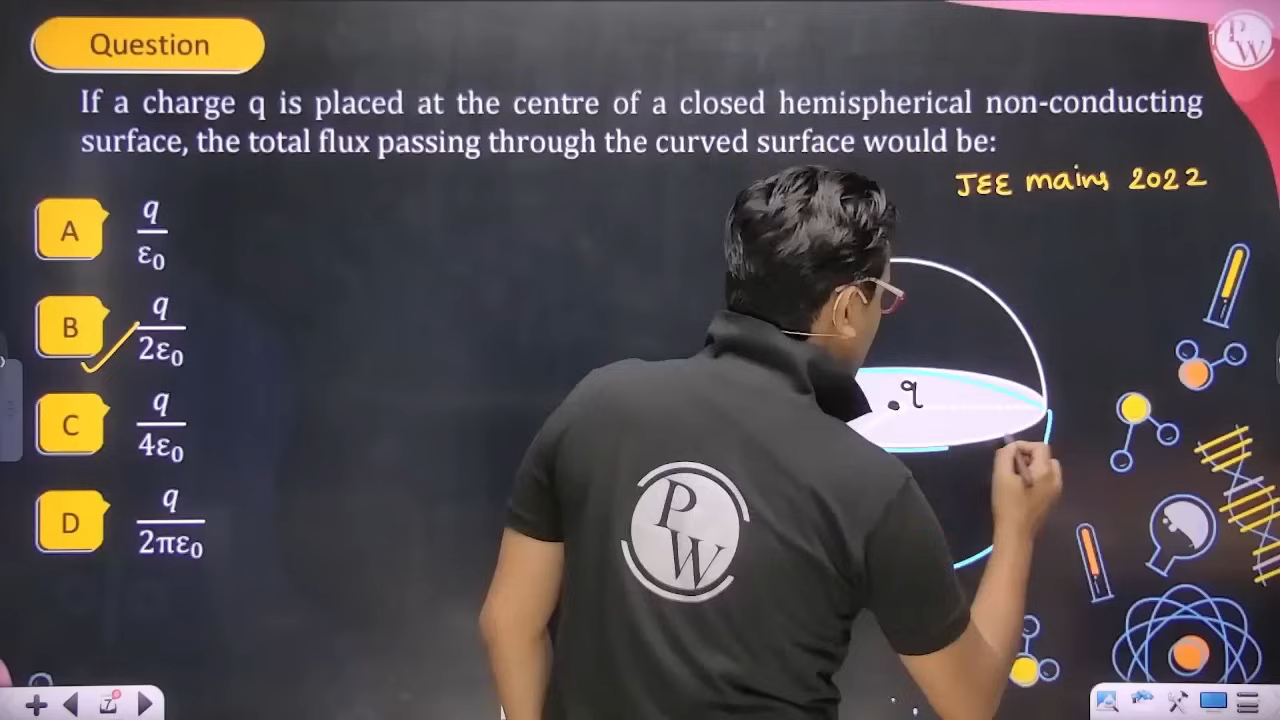 Question
If a charge q is placed at the centre of a closed hemispherical non-conducting
surface, the total flux passing through the curved surface would be:
JEE mains 2022
A q/ε₀
B q/2ε₀
C q/4ε₀
D q/2πε₀
q
PW
PW
7